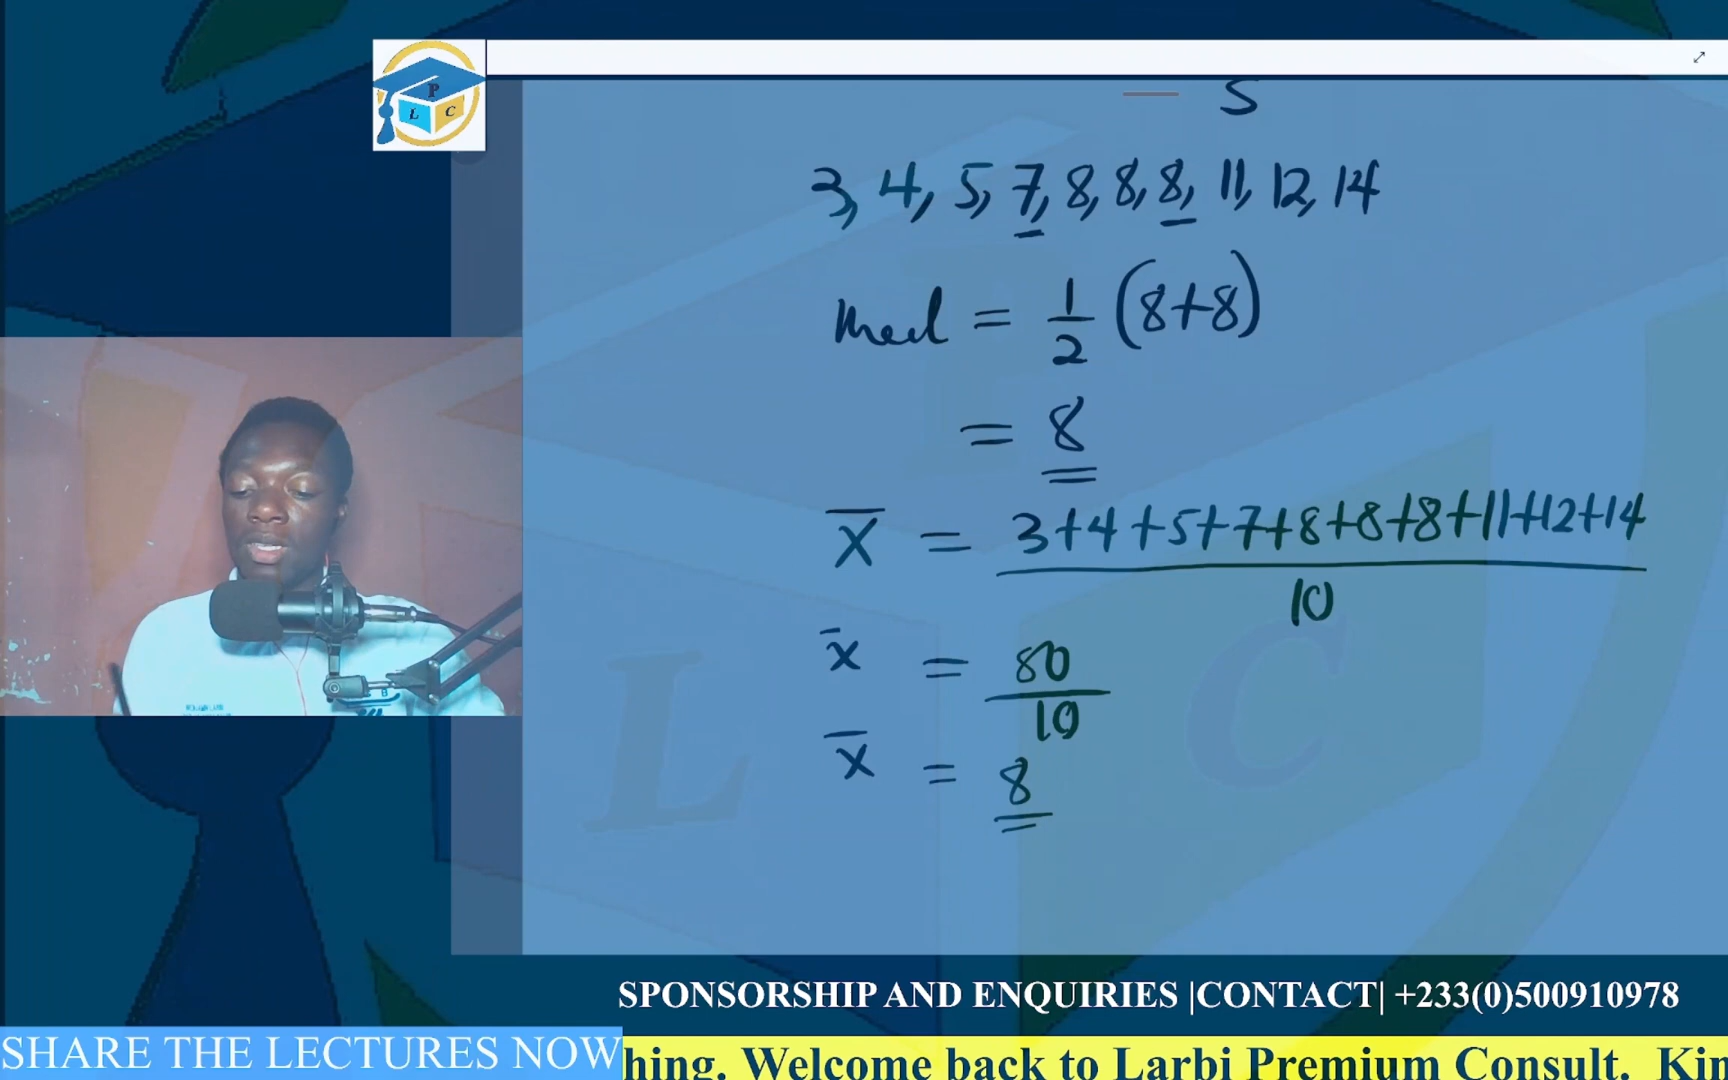 P
L C
5
3, 4, 5, 7, 8, 8, 8, 11, 12, 14
med = 1/2 (8+8)
= 8
x̅ = 3+4+5+7+8+8+8+11+12+14 / 10
x̅ = 80/10
x̅ = 8
L C
SPONSORSHIP AND ENQUIRIES |CONTACT| +233(0)500910978
SHARE THE LECTURES NOW
hing. Welcome back to Larbi Premium Consult. Kin